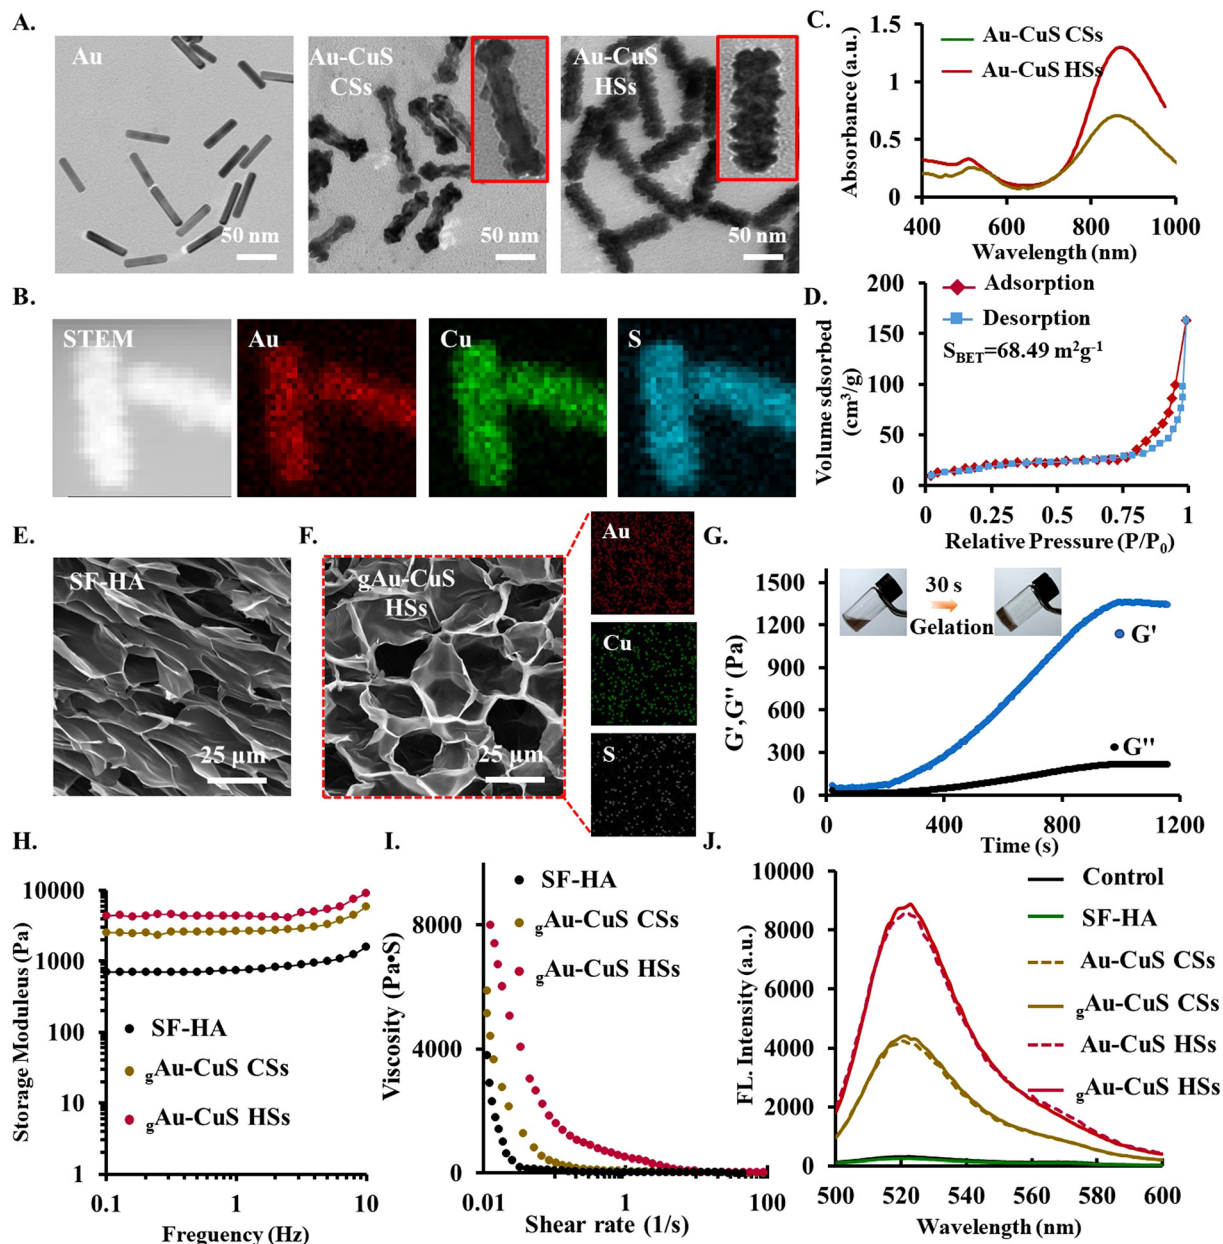 A.
Au
50 nm
Au-CuS
CSs
50 nm
Au-CuS
HSs
50 nm
C.
Absorbance (a.u.)
1.5
1
0.5
0
400
600
800
1000
Wavelength (nm)
Au-CuS CSs
Au-CuS HSs
B.
STEM
Au
Cu
S
D.
Volume sdsorbed
(cm³/g)
200
150
100
50
0
0
0.25
0.5
0.75
1
Relative Pressure (P/P₀)
Adsorption
Desorption
S_BET=68.49 m²g⁻¹
E.
SF-HA
25 µm
F.
gAu-CuS
HSs
25 µm
Au
Cu
S
G.
G',G'' (Pa)
1500
1200
900
600
300
0
0
400
800
1200
Time (s)
30 s
Gelation
G'
G''
H.
Storage Moduleus (Pa)
10000
1000
100
10
1
0.1
1
10
Freguency (Hz)
SF-HA
gAu-CuS CSs
gAu-CuS HSs
I.
Viscosity (Pa•S)
8000
4000
0
0.01
1
100
Shear rate (1/s)
SF-HA
gAu-CuS CSs
gAu-CuS HSs
J.
FL. Intensity (a.u.)
10000
8000
6000
4000
2000
0
500
520
540
560
580
600
Wavelength (nm)
Control
SF-HA
Au-CuS CSs
gAu-CuS CSs
Au-CuS HSs
gAu-CuS HSs